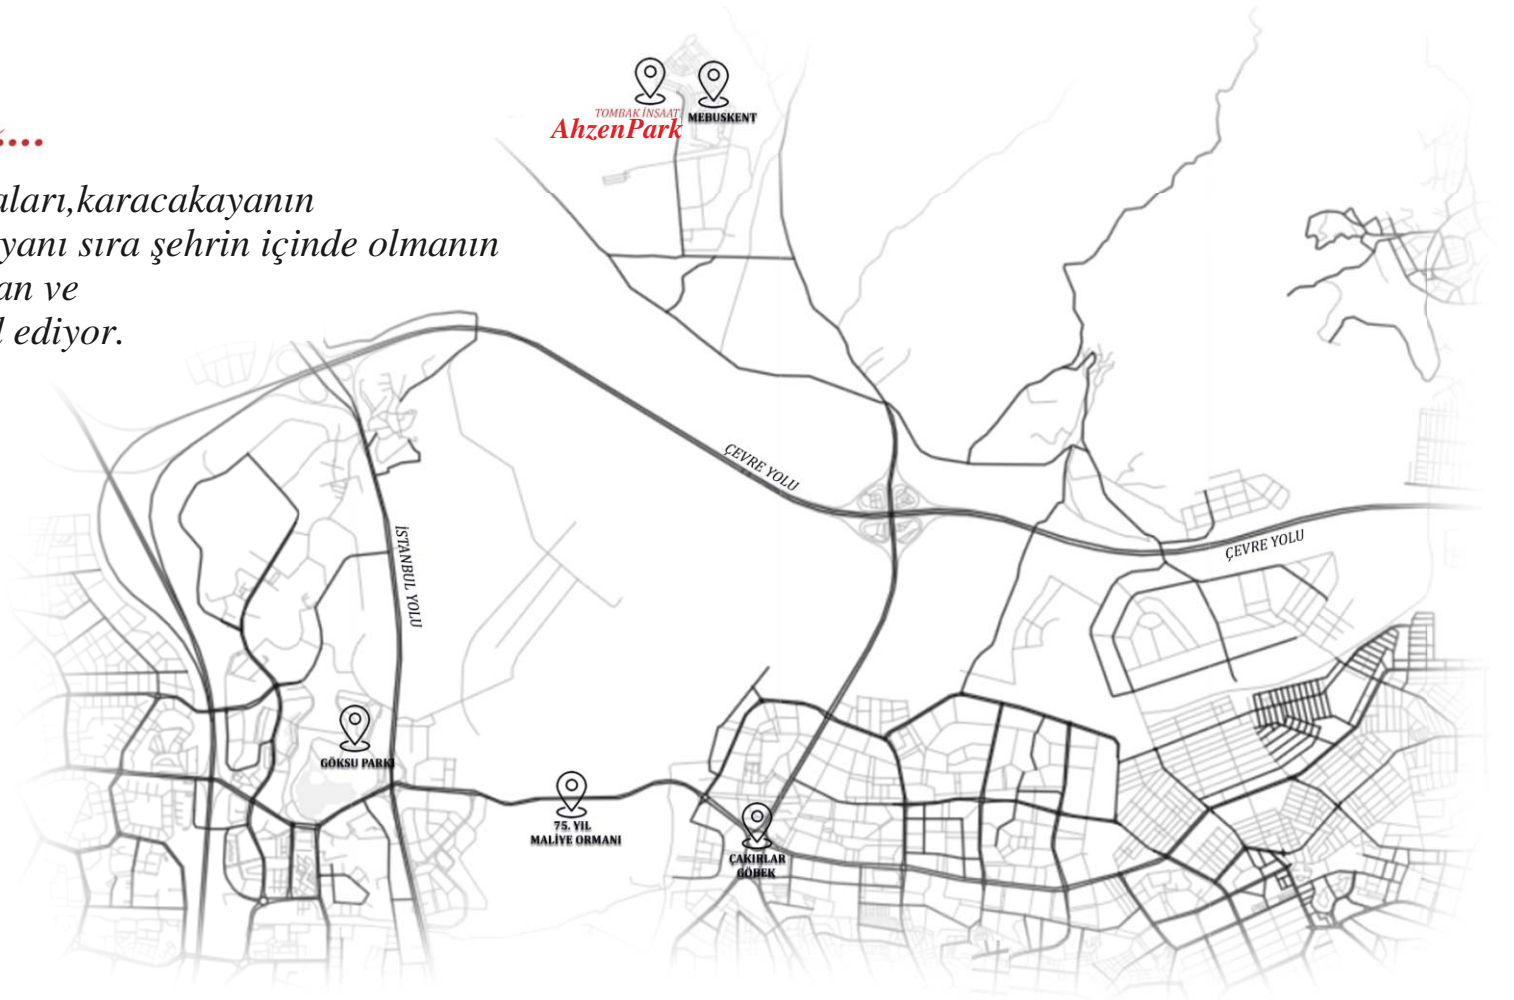 TOMBAK İNSAAT
AhzenPark
MEBUSKENT
...
aları,karacakayanın
yanı sıra şehrin içinde olmanın
an ve
ediyor.
ÇEVRE YOLU
ÇEVRE YOLU
İSTANBUL YOLU
GÖKSU PARKI
75. YIL
MALİYE ORMANI
ÇAKIRLAR
GÖBEK